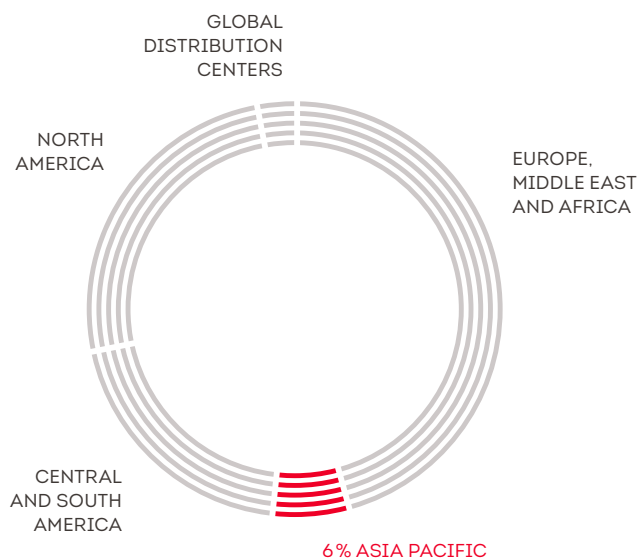 GLOBAL
DISTRIBUTION
CENTERS
NORTH
AMERICA
EUROPE,
MIDDLE EAST
AND AFRICA
CENTRAL
AND SOUTH
AMERICA
6% ASIA PACIFIC